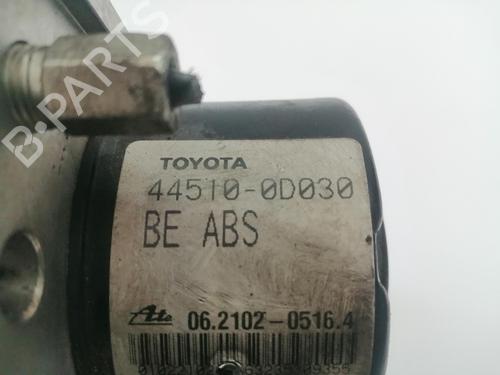 B-PARTS
TOYOTA
44510-0D030
BE ABS
Ate 06.2102-0516.4